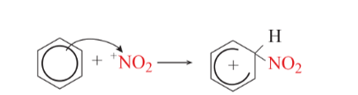 H
+ ⁺NO₂ + NO₂